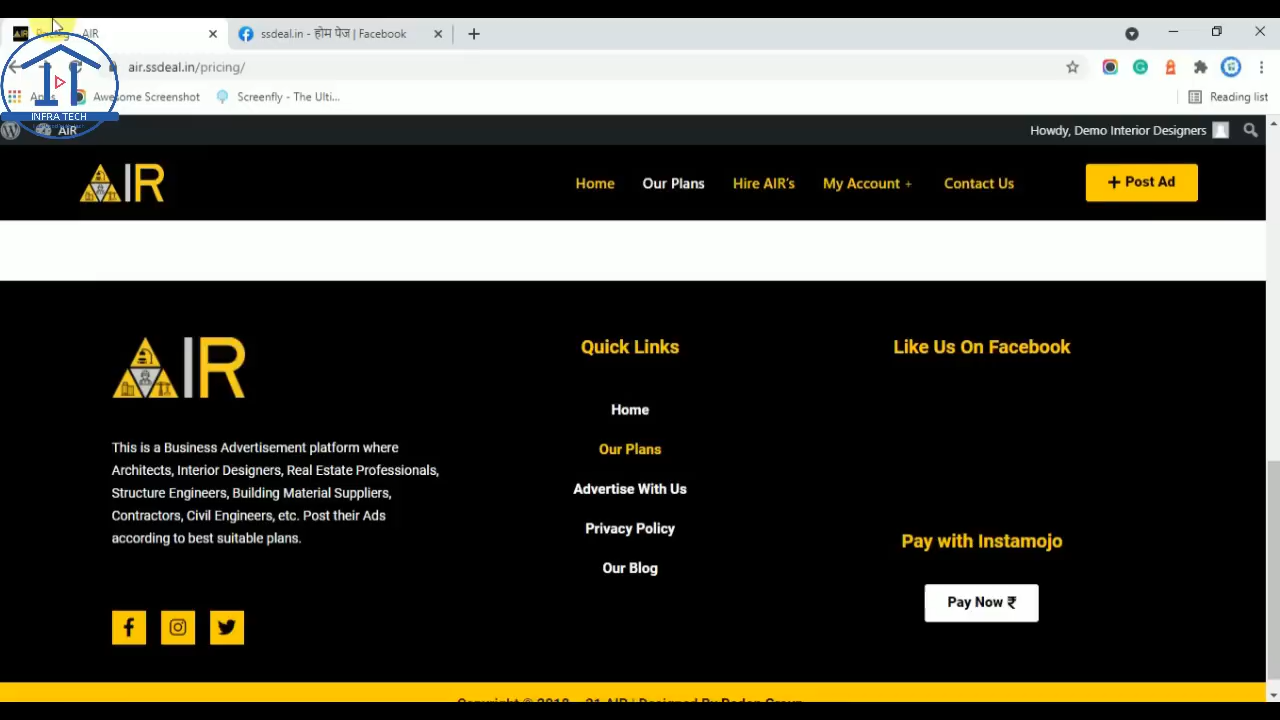 AIR
ssdeal.in - होम पेज | Facebook
air.ssdeal.in/pricing/
Awesome Screenshot
Screenfly - The Ulti...
Reading list
INFRA TECH
AIR
Howdy, Demo Interior Designers
AIR
Home
Our Plans
Hire AIR's
My Account +
Contact Us
+ Post Ad
AIR
This is a Business Advertisement platform where
Architects, Interior Designers, Real Estate Professionals,
Structure Engineers, Building Material Suppliers,
Contractors, Civil Engineers, etc. Post their Ads
according to best suitable plans.
Quick Links
Home
Our Plans
Advertise With Us
Privacy Policy
Our Blog
Like Us On Facebook
Pay with Instamojo
Pay Now ₹